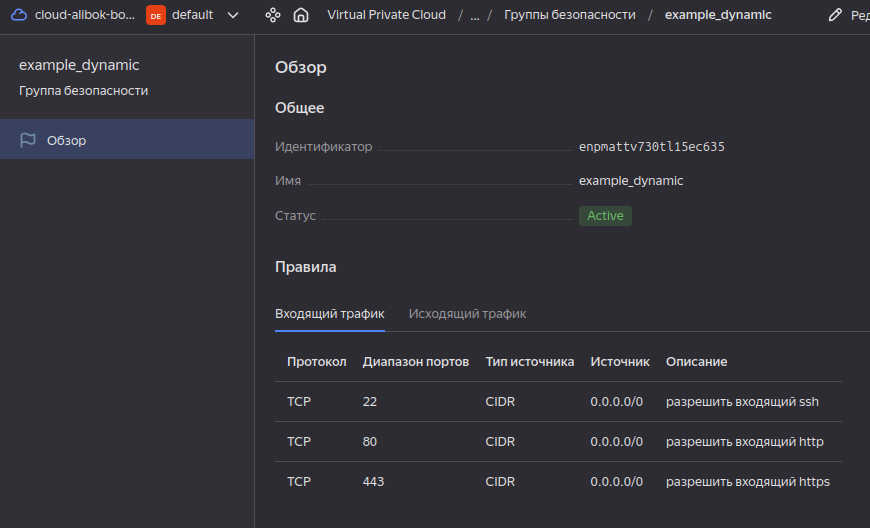 cloud-alibok-bo... DE default Virtual Private Cloud / ... / Группы безопасности / example_dynamic Ред
example_dynamic
Группа безопасности
Обзор
Обзор
Общее
Идентификатор enpmattv730tl15ec635
Имя example_dynamic
Статус Active
Правила
Входящий трафик Исходящий трафик
Протокол Диапазон портов Тип источника Источник Описание
TCP 22 CIDR 0.0.0.0/0 разрешить входящий ssh
TCP 80 CIDR 0.0.0.0/0 разрешить входящий http
TCP 443 CIDR 0.0.0.0/0 разрешить входящий https